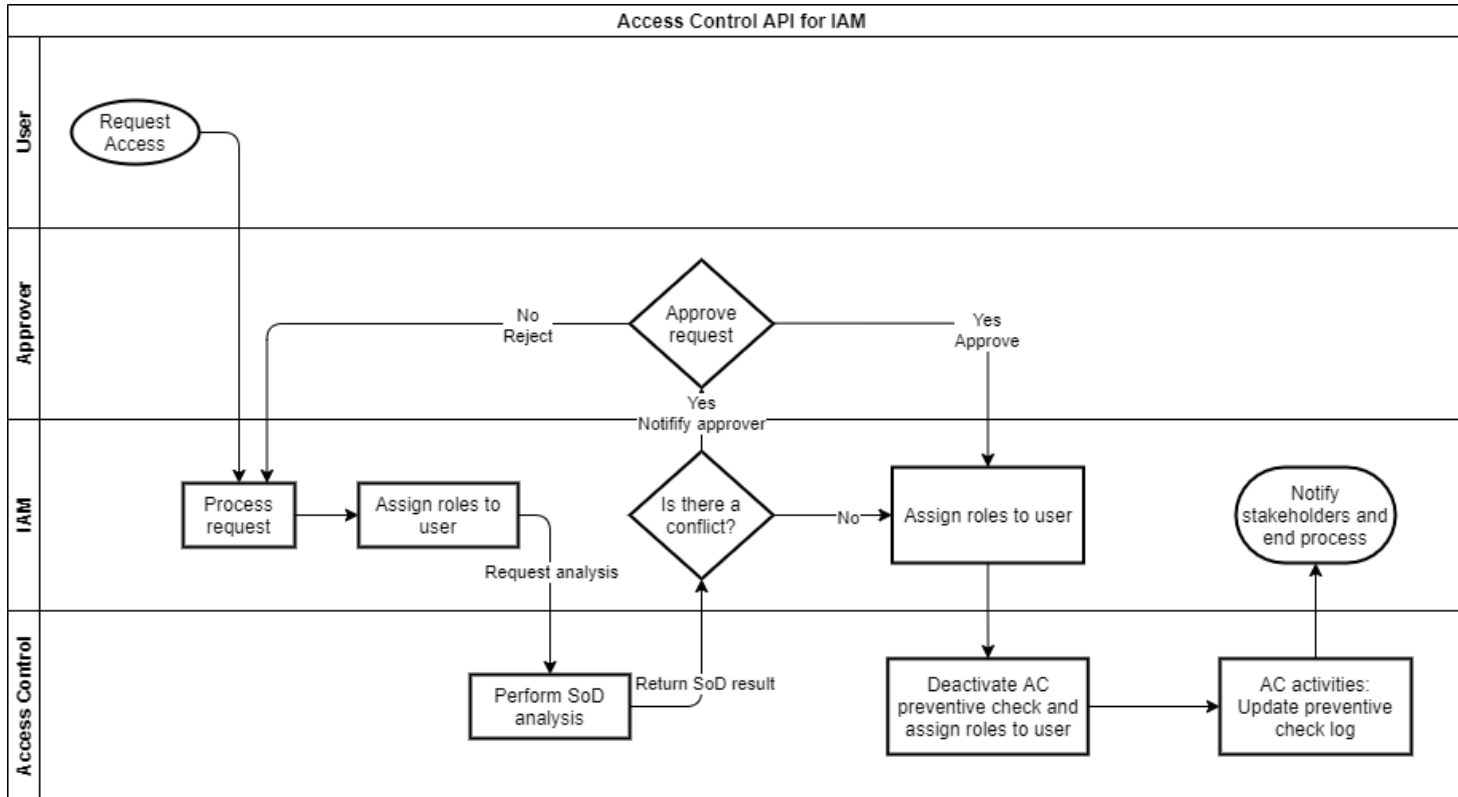 Access Control API for IAM
User
Request
Access
Approver
No
Reject
Approve
request
Yes
Approve
Yes
Notifify approver
IAM
Process
request
Assign roles to
user
Request analysis
Is there a
conflict?
No
Assign roles to user
Notify
stakeholders and
end process
Access Control
Perform SoD
analysis
Return SoD result
Deactivate AC
preventive check and
assign roles to user
AC activities:
Update preventive
check log